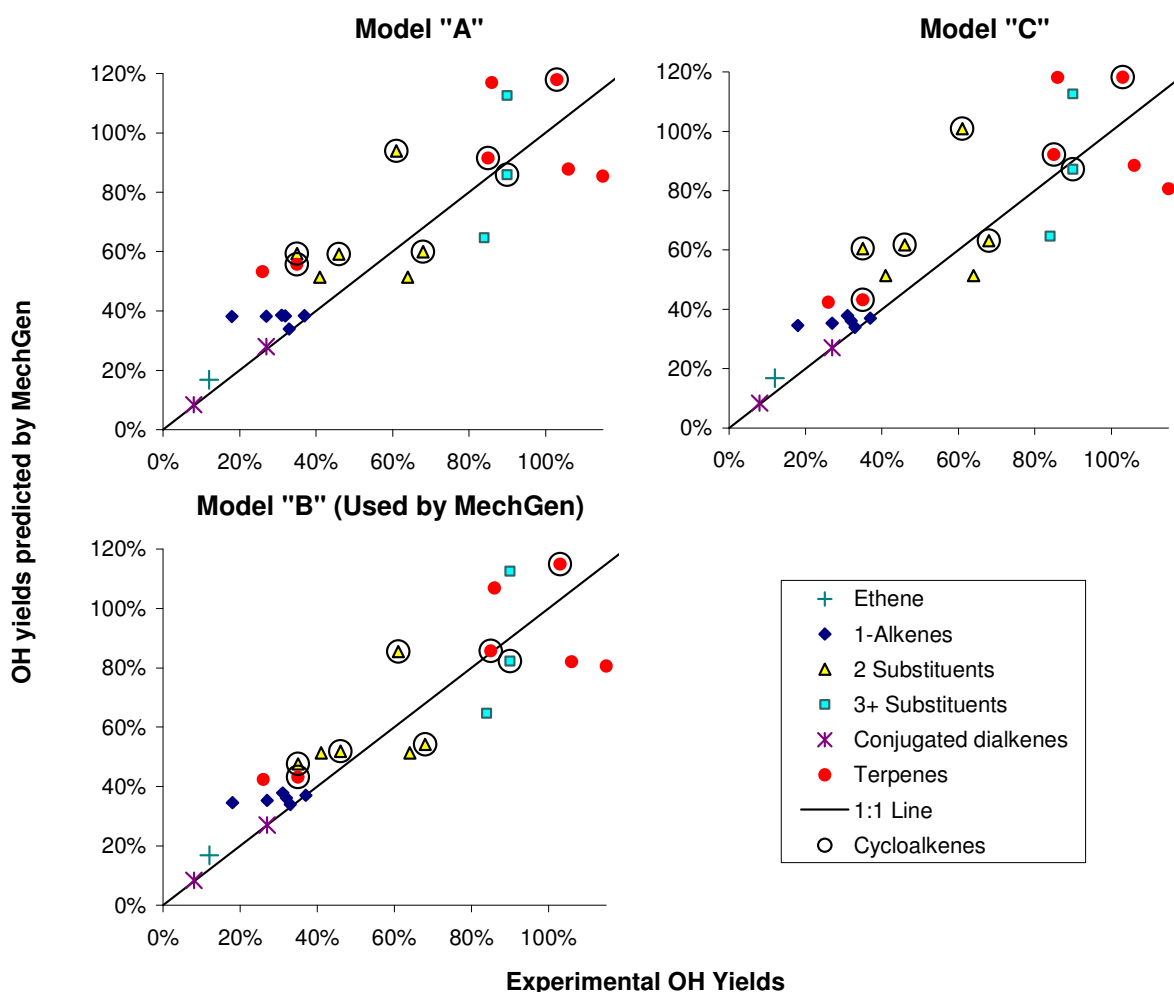 Model "A"
120%
100%
80%
60%
40%
20%
0%
0% 20% 40% 60% 80% 100%
Model "C"
120%
100%
80%
60%
40%
20%
0%
0% 20% 40% 60% 80% 100%
OH yields predicted by MechGen
Model "B" (Used by MechGen)
120%
100%
80%
60%
40%
20%
0%
0% 20% 40% 60% 80% 100%
Ethene
1-Alkenes
2 Substituents
3+ Substituents
Conjugated dialkenes
Terpenes
1:1 Line
Cycloalkenes
Experimental OH Yields